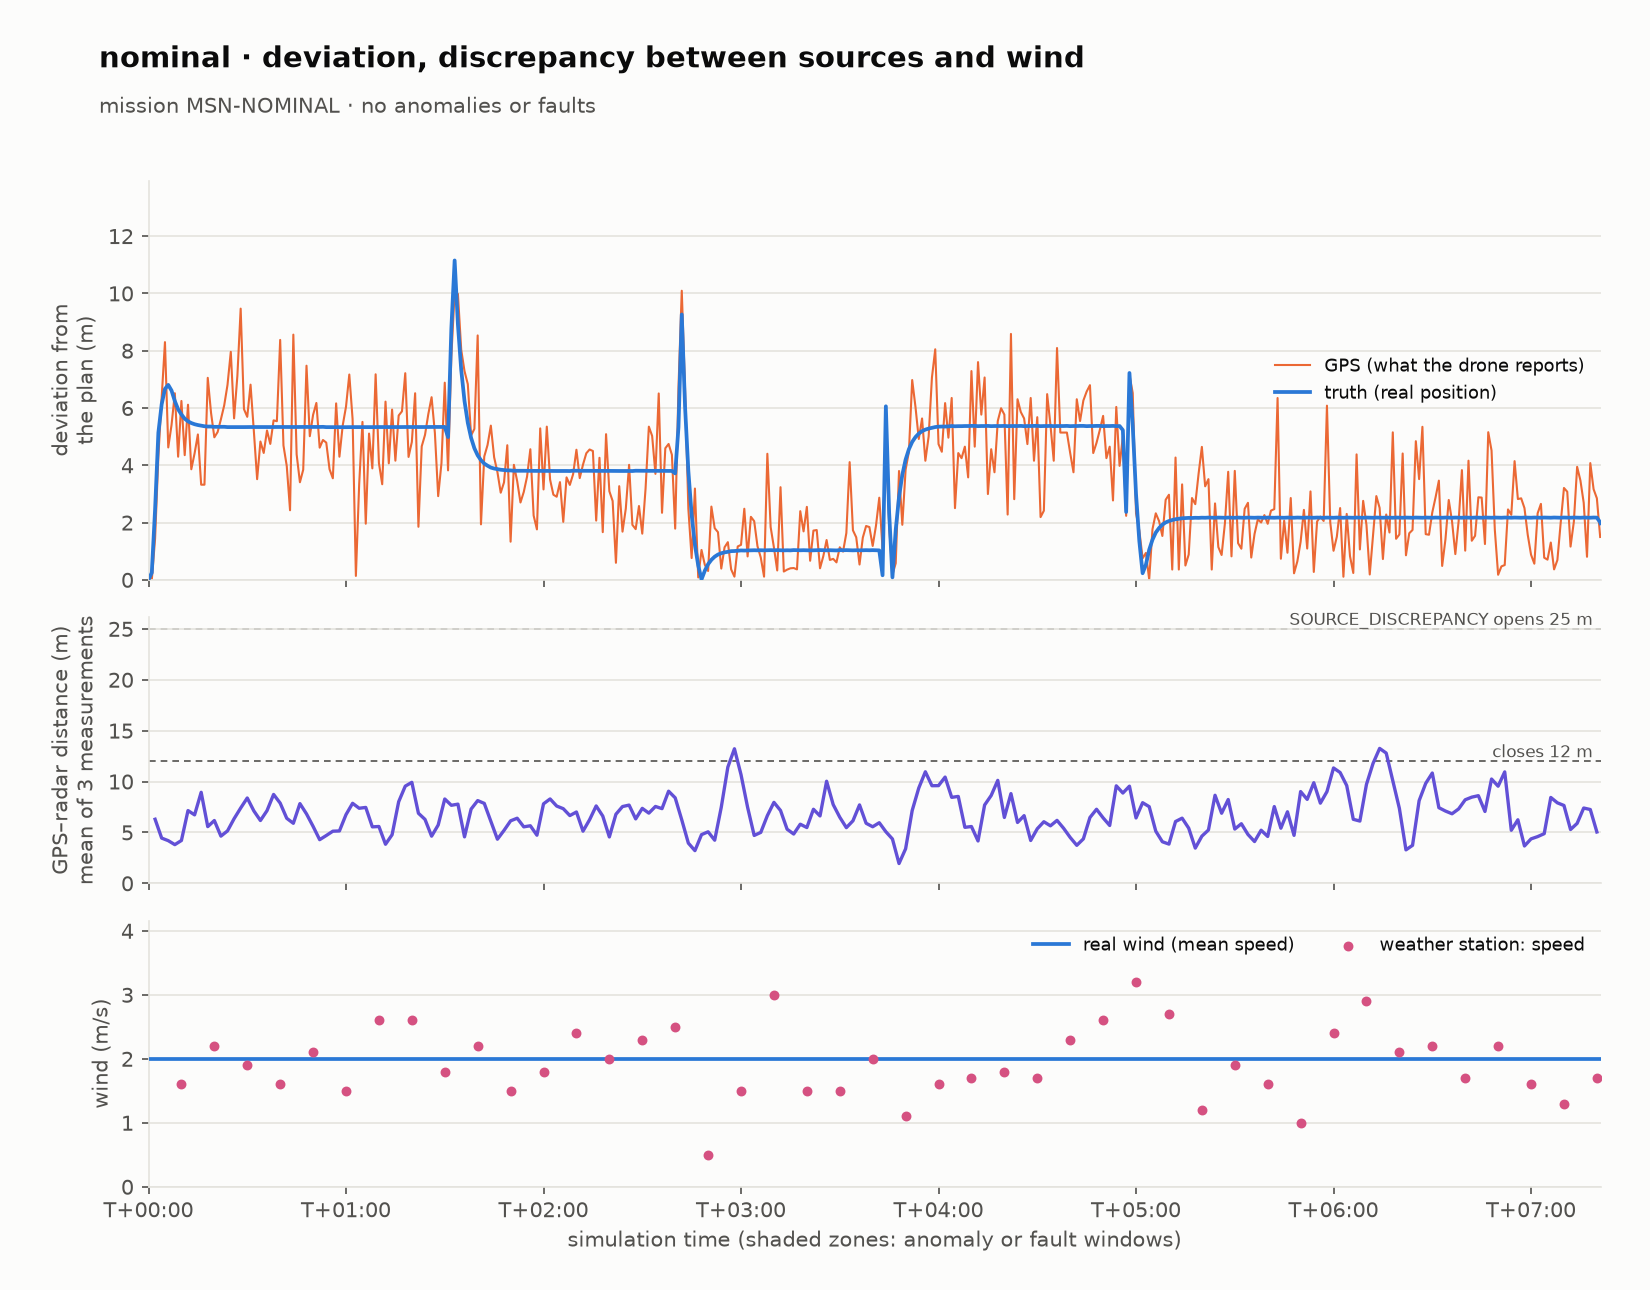 nominal · deviation, discrepancy between sources and wind
mission MSN-NOMINAL · no anomalies or faults
deviation from
the plan (m)
12
10
8
6
4
2
0
GPS (what the drone reports)
truth (real position)
GPS–radar distance (m)
mean of 3 measurements
25
20
15
10
5
0
SOURCE_DISCREPANCY opens 25 m
closes 12 m
wind (m/s)
4
3
2
1
0
real wind (mean speed)
weather station: speed
T+00:00
T+01:00
T+02:00
T+03:00
T+04:00
T+05:00
T+06:00
T+07:00
simulation time (shaded zones: anomaly or fault windows)